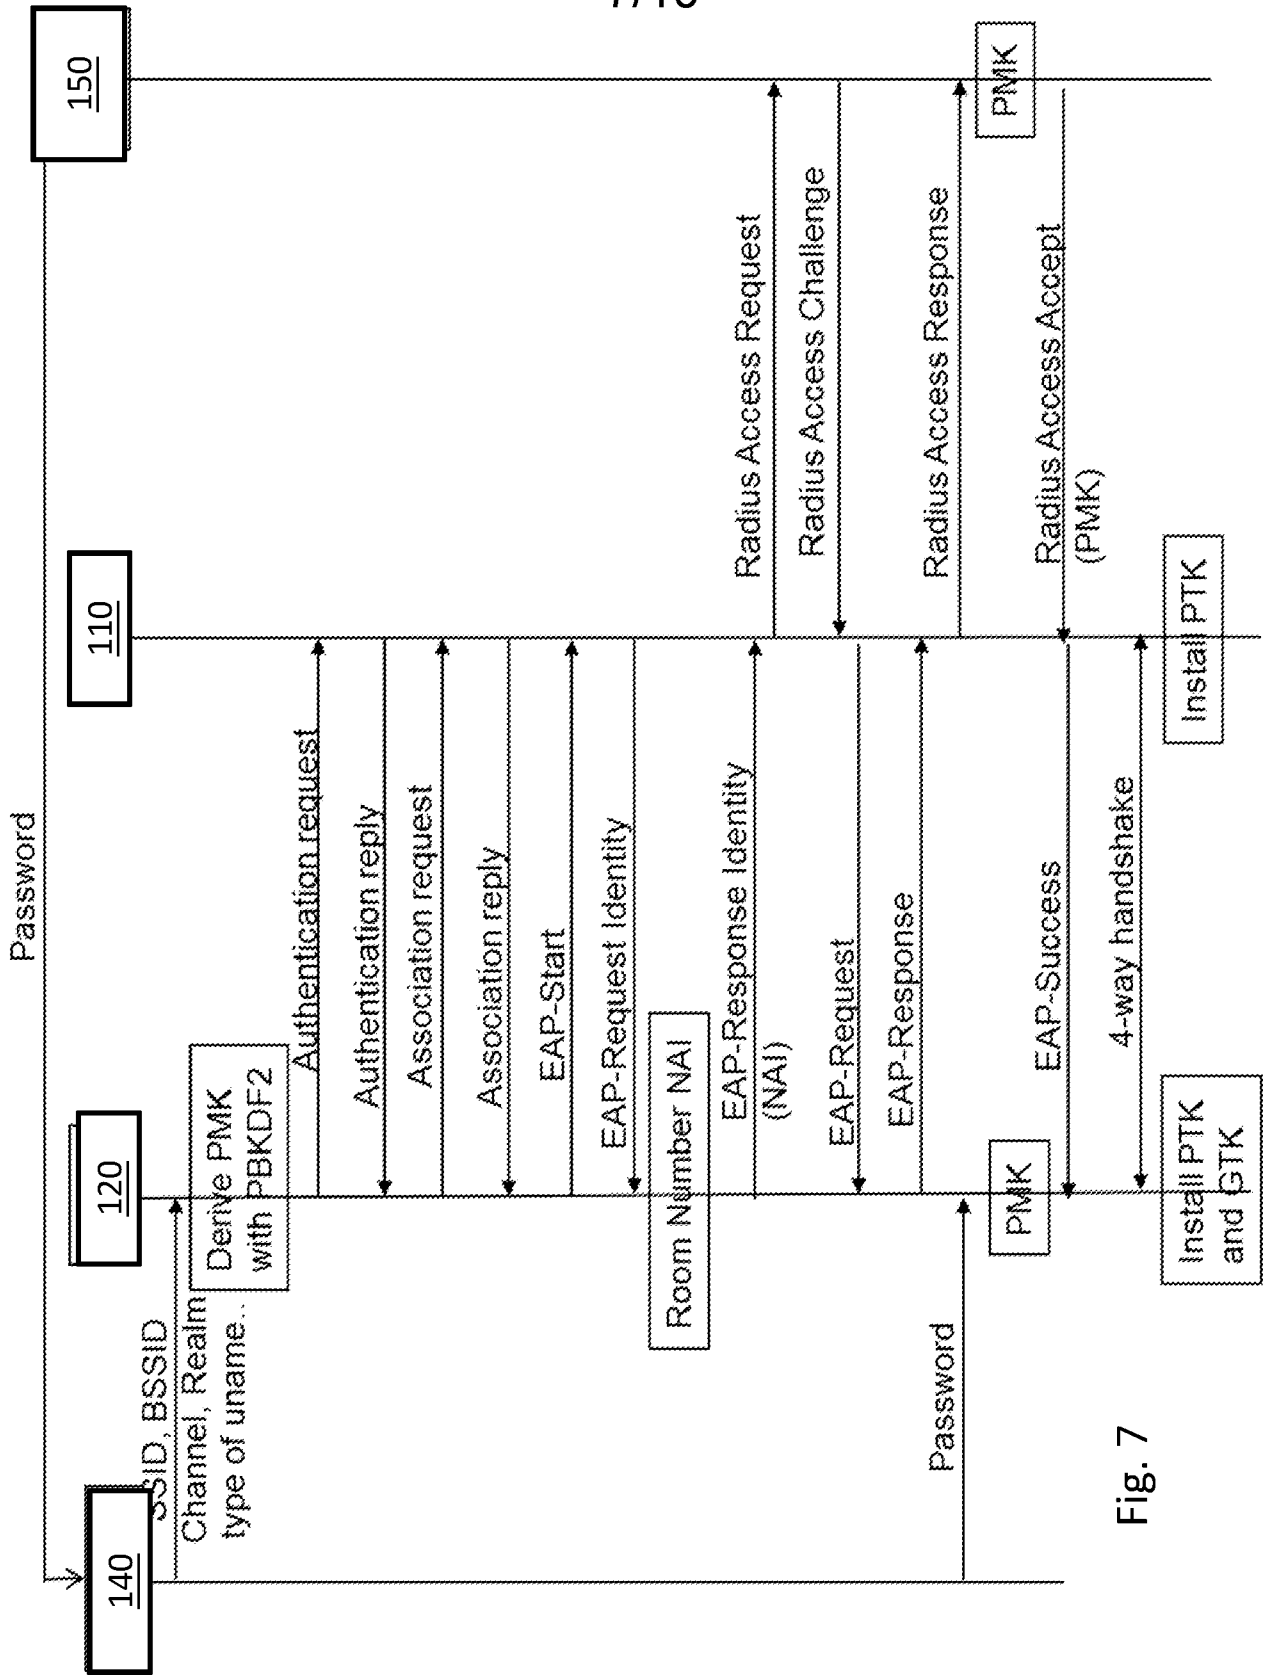 7/10
Password
140
120
110
150
SSID, BSSID
Channel, Realm
type of uname..
Derive PMK
with PBKDF2
Authentication request
Authentication reply
Association request
Association reply
EAP-Start
EAP-Request Identity
Room Number NAI
EAP-Response Identity
(NAI)
Radius Access Request
Radius Access Challenge
EAP-Request
EAP-Response
Radius Access Response
Password
PMK
PMK
Radius Access Accept
(PMK)
EAP-Success
4-way handshake
Install PTK
and GTK
Install PTK
Fig. 7